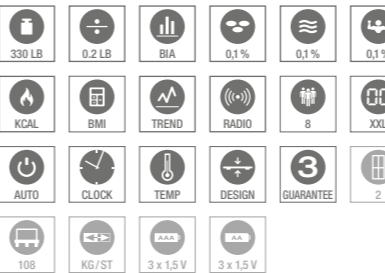 330 LB 0.2 LB BIA 0,1 % 0,1 % 0,1 %
KCAL BMI TREND RADIO 8 XXL
AUTO CLOCK TEMP DESIGN 3 GUARANTEE 2
108 KG/ST AAA 3 x 1,5 V AA 3 x 1,5 V